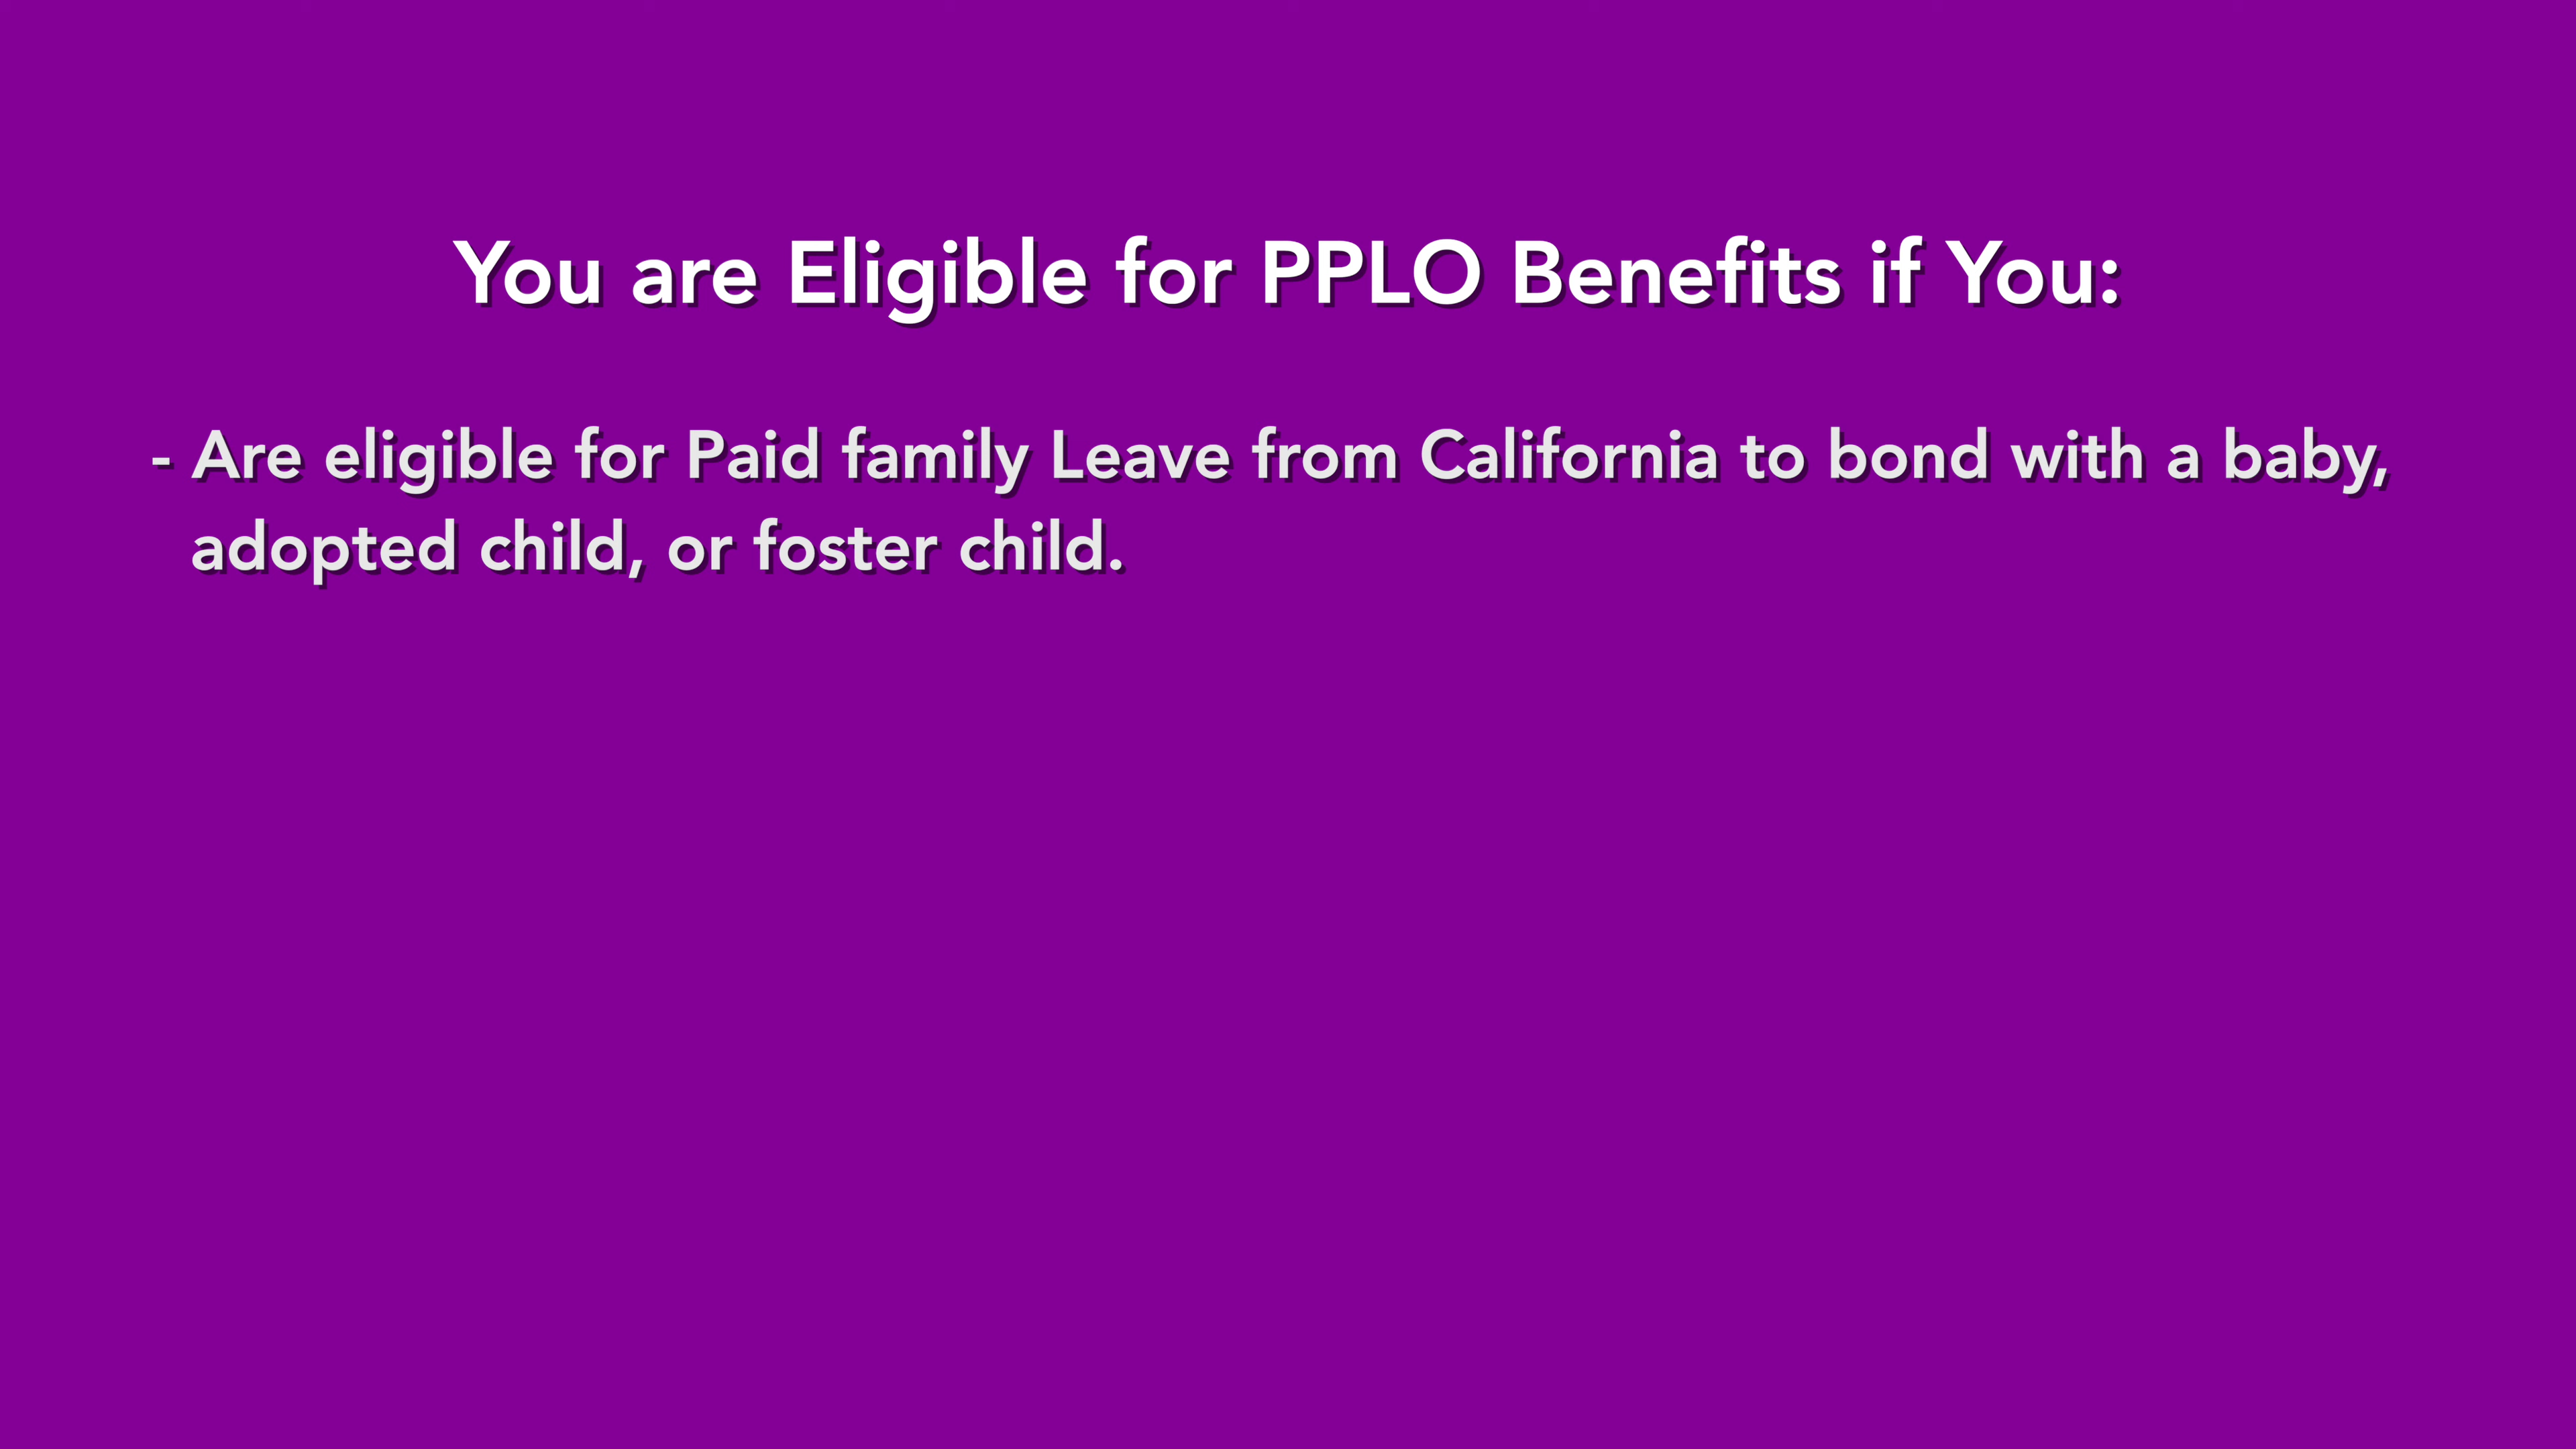 You are Eligible for PPLO Benefits if You:
- Are eligible for Paid family Leave from California to bond with a baby,
adopted child, or foster child.